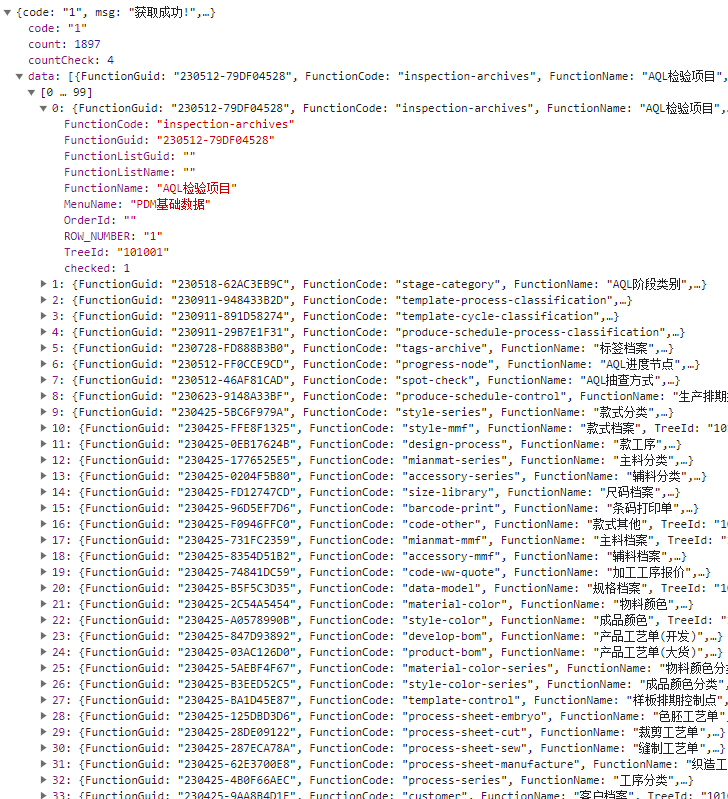 {code: "1", msg: "获取成功!",…}
code: "1"
count: 1897
countCheck: 4
data: [{FunctionGuid: "230512-79DF04528", FunctionCode: "inspection-archives", FunctionName: "AQL检验项目",
[0 … 99]
0: {FunctionGuid: "230512-79DF04528", FunctionCode: "inspection-archives", FunctionName: "AQL检验项目",…
FunctionCode: "inspection-archives"
FunctionGuid: "230512-79DF04528"
FunctionListGuid: ""
FunctionListName: ""
FunctionName: "AQL检验项目"
MenuName: "PDM基础数据"
OrderId: ""
ROW_NUMBER: "1"
TreeId: "101001"
checked: 1
1: {FunctionGuid: "230518-62AC3EB9C", FunctionCode: "stage-category", FunctionName: "AQL阶段类别",…}
2: {FunctionGuid: "230911-948433B2D", FunctionCode: "template-process-classification",…}
3: {FunctionGuid: "230911-891D58274", FunctionCode: "template-cycle-classification",…}
4: {FunctionGuid: "230911-29B7E1F31", FunctionCode: "produce-schedule-process-classification",…}
5: {FunctionGuid: "230728-FD888B3B0", FunctionCode: "tags-archive", FunctionName: "标签档案",…}
6: {FunctionGuid: "230512-FF0CCE9CD", FunctionCode: "progress-node", FunctionName: "AQL进度节点",…}
7: {FunctionGuid: "230512-46AF81CAD", FunctionCode: "spot-check", FunctionName: "AQL抽查方式",…}
8: {FunctionGuid: "230623-9148A33BF", FunctionCode: "produce-schedule-control", FunctionName: "生产排期
9: {FunctionGuid: "230425-5BC6F979A", FunctionCode: "style-series", FunctionName: "款式分类",…}
10: {FunctionGuid: "230425-FFE8F1325", FunctionCode: "style-mmf", FunctionName: "款式档案", TreeId: "10
11: {FunctionGuid: "230425-0EB17624B", FunctionCode: "design-process", FunctionName: "款工序",…}
12: {FunctionGuid: "230425-1776525E5", FunctionCode: "mianmat-series", FunctionName: "主料分类",…}
13: {FunctionGuid: "230425-0204F5B80", FunctionCode: "accessory-series", FunctionName: "辅料分类",…}
14: {FunctionGuid: "230425-FD12747CD", FunctionCode: "size-library", FunctionName: "尺码档案",…}
15: {FunctionGuid: "230425-96D5EF7D6", FunctionCode: "barcode-print", FunctionName: "条码打印单",…}
16: {FunctionGuid: "230425-F0946FFC0", FunctionCode: "code-other", FunctionName: "款式其他", TreeId: "1
17: {FunctionGuid: "230425-731FC2359", FunctionCode: "mianmat-mmf", FunctionName: "主料档案", TreeId: "
18: {FunctionGuid: "230425-8354D51B2", FunctionCode: "accessory-mmf", FunctionName: "辅料档案",…}
19: {FunctionGuid: "230425-74841DC59", FunctionCode: "code-ww-quote", FunctionName: "加工工序报价",…}
20: {FunctionGuid: "230425-B5F5C3D35", FunctionCode: "data-model", FunctionName: "规格档案", TreeId: "1
21: {FunctionGuid: "230425-2C54A5454", FunctionCode: "material-color", FunctionName: "物料颜色",…}
22: {FunctionGuid: "230425-A0578990B", FunctionCode: "style-color", FunctionName: "成品颜色", TreeId: "
23: {FunctionGuid: "230425-847D93892", FunctionCode: "develop-bom", FunctionName: "产品工艺单(开发)",…}
24: {FunctionGuid: "230425-03AC126D0", FunctionCode: "product-bom", FunctionName: "产品工艺单(大货)",…}
25: {FunctionGuid: "230425-5AEBF4F67", FunctionCode: "material-color-series", FunctionName: "物料颜色分
26: {FunctionGuid: "230425-B3EED52C5", FunctionCode: "style-color-series", FunctionName: "成品颜色分类",
27: {FunctionGuid: "230425-BA1D45E87", FunctionCode: "template-control", FunctionName: "样板排期控制点",
28: {FunctionGuid: "230425-125DBD3D6", FunctionCode: "process-sheet-embryo", FunctionName: "色胚工艺单",
29: {FunctionGuid: "230425-28DE09122", FunctionCode: "process-sheet-cut", FunctionName: "裁剪工艺单",…}
30: {FunctionGuid: "230425-287ECA78A", FunctionCode: "process-sheet-sew", FunctionName: "缝制工艺单",…}
31: {FunctionGuid: "230425-62E3700E8", FunctionCode: "process-sheet-manufacture", FunctionName: "织造工
32: {FunctionGuid: "230425-4B0F66AEC", FunctionCode: "process-series", FunctionName: "工序分类",…}
33: {FunctionGuid: "230425-9AA8B4D1F", FunctionCode: "customer", FunctionName: "客户档案", TreeId: "101